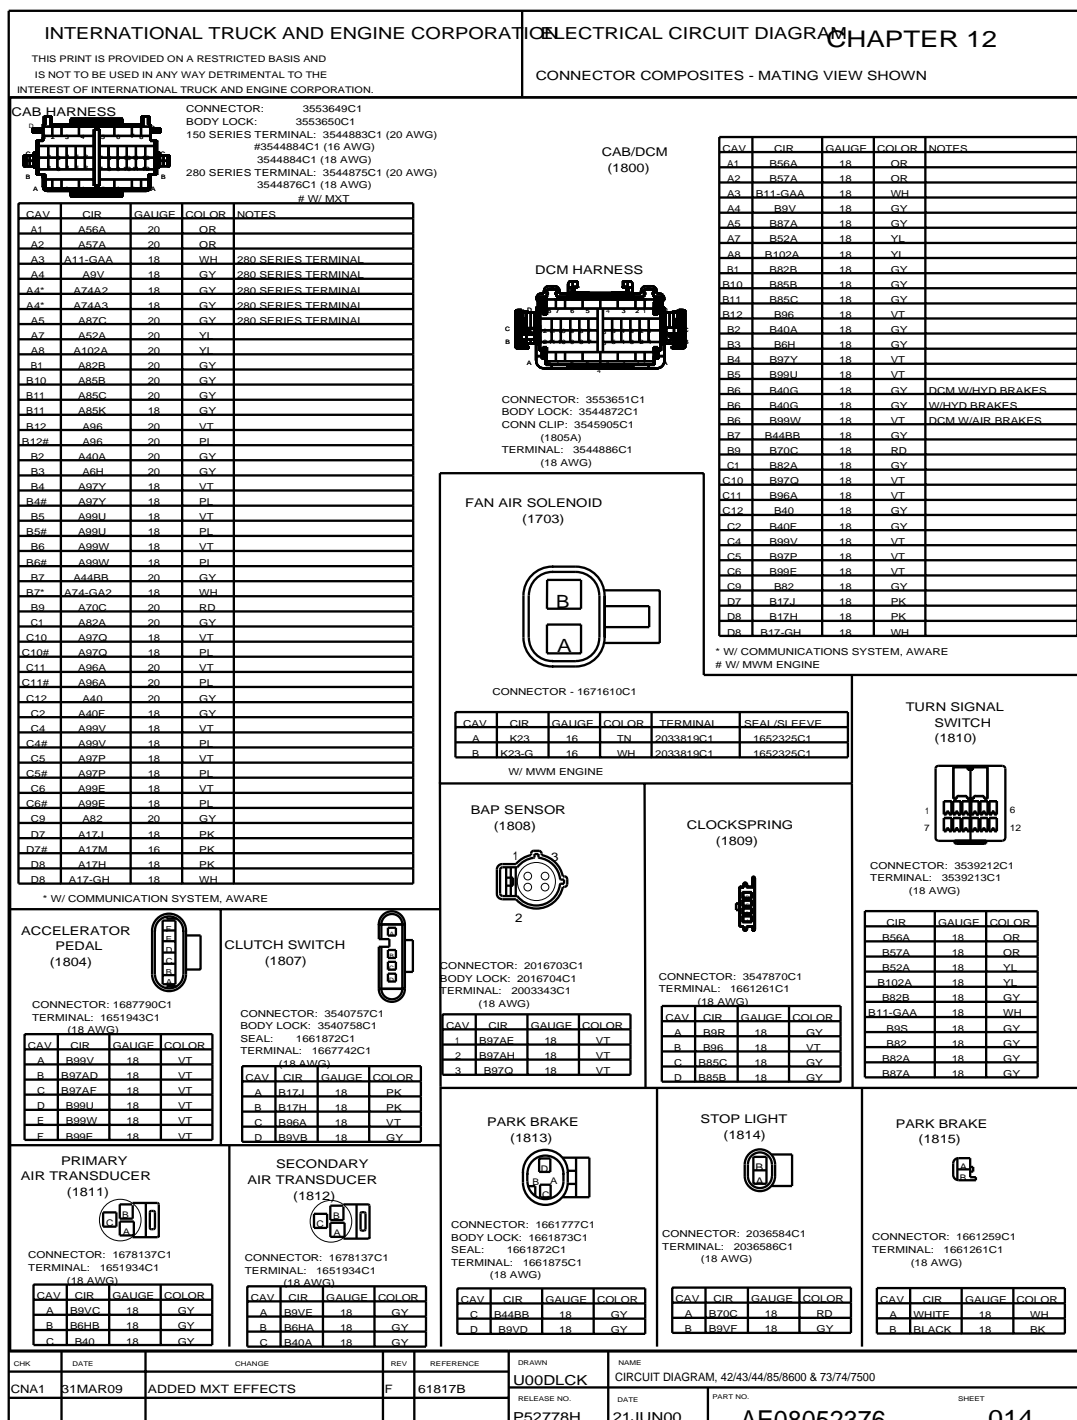 INTERNATIONAL TRUCK AND ENGINE CORPORATION
THIS PRINT IS PROVIDED ON A RESTRICTED BASIS AND
IS NOT TO BE USED IN ANY WAY DETRIMENTAL TO THE
INTEREST OF INTERNATIONAL TRUCK AND ENGINE CORPORATION.
ELECTRICAL CIRCUIT DIAGRAM
CHAPTER 12
CONNECTOR COMPOSITES - MATING VIEW SHOWN
CAB HARNESS
CONNECTOR: 3553649C1
BODY LOCK: 3553650C1
150 SERIES TERMINAL: 3544883C1 (20 AWG)
#3544884C1 (16 AWG)
3544884C1 (18 AWG)
280 SERIES TERMINAL: 3544875C1 (20 AWG)
3544876C1 (18 AWG)
# W/ MXT
CAV CIR GAUGE COLOR NOTES
A1 A56A 20 OR
A2 A57A 20 OR
A3 A11-GAA 18 WH 280 SERIES TERMINAL
A4 A9V 18 GY 280 SERIES TERMINAL
A4* A74A2 18 GY 280 SERIES TERMINAL
A4* A74A3 18 GY 280 SERIES TERMINAL
A5 A87C 20 GY 280 SERIES TERMINAL
A7 A52A 20 YL
A8 A102A 20 YL
B1 A82B 20 GY
B10 A85B 20 GY
B11 A85C 20 GY
B11 A85K 18 GY
B12 A96 20 VT
B12# A96 20 PL
B2 A40A 20 GY
B3 A6H 20 GY
B4 A97Y 18 VT
B4# A97Y 18 PL
B5 A99U 18 VT
B5# A99U 18 PL
B6 A99W 18 VT
B6# A99W 18 PL
B7 A44BB 20 GY
B7* A74-GA2 18 WH
B9 A70C 20 RD
C1 A82A 20 GY
C10 A97Q 18 VT
C10# A97Q 18 PL
C11 A96A 20 VT
C11# A96A 20 PL
C12 A40 20 GY
C2 A40F 18 GY
C4 A99V 18 VT
C4# A99V 18 PL
C5 A97P 18 VT
C5# A97P 18 PL
C6 A99E 18 VT
C6# A99E 18 PL
C9 A82 20 GY
D7 A17J 18 PK
D7# A17M 16 PK
D8 A17H 18 PK
D8 A17-GH 18 WH
* W/ COMMUNICATION SYSTEM, AWARE
CAB/DCM
(1800)
DCM HARNESS
CONNECTOR: 3553651C1
BODY LOCK: 3544872C1
CONN CLIP: 3545905C1
(1805A)
TERMINAL: 3544886C1
(18 AWG)
CAV CIR GAUGE COLOR NOTES
A1 B56A 18 OR
A2 B57A 18 OR
A3 B11-GAA 18 WH
A4 B9V 18 GY
A5 B87A 18 GY
A7 B52A 18 YL
A8 B102A 18 YL
B1 B82B 18 GY
B10 B85B 18 GY
B11 B85C 18 GY
B12 B96 18 VT
B2 B40A 18 GY
B3 B6H 18 GY
B4 B97Y 18 VT
B5 B99U 18 VT
B6 B40G 18 GY DCM W/HYD BRAKES
B6 B40G 18 GY W/HYD BRAKES
B6 B99W 18 VT DCM W/AIR BRAKES
B7 B44BB 18 GY
B9 B70C 18 RD
C1 B82A 18 GY
C10 B97Q 18 VT
C11 B96A 18 VT
C12 B40 18 GY
C2 B40F 18 GY
C4 B99V 18 VT
C5 B97P 18 VT
C6 B99E 18 VT
C9 B82 18 GY
D7 B17J 18 PK
D8 B17H 18 PK
D8 B17-GH 18 WH
* W/ COMMUNICATIONS SYSTEM, AWARE
# W/ MWM ENGINE
FAN AIR SOLENOID
(1703)
B
A
CONNECTOR - 1671610C1
CAV CIR GAUGE COLOR TERMINAL SEAL/SLEEVE
A K23 16 TN 2033819C1 1652325C1
B K23-G 16 WH 2033819C1 1652325C1
W/ MWM ENGINE
TURN SIGNAL
SWITCH
(1810)
1 6
7 12
CONNECTOR: 3539212C1
TERMINAL: 3539213C1
(18 AWG)
CIR GAUGE COLOR
B56A 18 OR
B57A 18 OR
B52A 18 YL
B102A 18 YL
B82B 18 GY
B11-GAA 18 WH
B9S 18 GY
B82 18 GY
B82A 18 GY
B87A 18 GY
BAP SENSOR
(1808)
1 3
2
CONNECTOR: 2016703C1
BODY LOCK: 2016704C1
TERMINAL: 2003343C1
(18 AWG)
CAV CIR GAUGE COLOR
1 B97AE 18 VT
2 B97AH 18 VT
3 B97Q 18 VT
CLOCKSPRING
(1809)
CONNECTOR: 3547870C1
TERMINAL: 1661261C1
(18 AWG)
CAV CIR GAUGE COLOR
A B9R 18 GY
B B96 18 VT
C B85C 18 GY
D B85B 18 GY
ACCELERATOR
PEDAL
(1804)
F
E
D
C
B
A
CONNECTOR: 1687790C1
TERMINAL: 1651943C1
(18 AWG)
CAV CIR GAUGE COLOR
A B99V 18 VT
B B97AD 18 VT
C B97AF 18 VT
D B99U 18 VT
E B99W 18 VT
F B99E 18 VT
CLUTCH SWITCH
(1807)
CONNECTOR: 3540757C1
BODY LOCK: 3540758C1
SEAL: 1661872C1
TERMINAL: 1667742C1
(18 AWG)
CAV CIR GAUGE COLOR
A B17J 18 PK
B B17H 18 PK
C B96A 18 VT
D B9VB 18 GY
PRIMARY
AIR TRANSDUCER
(1811)
C B
A
CONNECTOR: 1678137C1
TERMINAL: 1651934C1
(18 AWG)
CAV CIR GAUGE COLOR
A B9VC 18 GY
B B6HB 18 GY
C B40 18 GY
SECONDARY
AIR TRANSDUCER
(1812)
C B
A
CONNECTOR: 1678137C1
TERMINAL: 1651934C1
(18 AWG)
CAV CIR GAUGE COLOR
A B9VE 18 GY
B B6HA 18 GY
C B40A 18 GY
PARK BRAKE
(1813)
D
B A
C
CONNECTOR: 1661777C1
BODY LOCK: 1661873C1
SEAL: 1661872C1
TERMINAL: 1661875C1
(18 AWG)
CAV CIR GAUGE COLOR
C B44BB 18 GY
D B9VD 18 GY
STOP LIGHT
(1814)
B
A
CONNECTOR: 2036584C1
TERMINAL: 2036586C1
(18 AWG)
CAV CIR GAUGE COLOR
A B70C 18 RD
B B9VF 18 GY
PARK BRAKE
(1815)
A
B
CONNECTOR: 1661259C1
TERMINAL: 1661261C1
(18 AWG)
CAV CIR GAUGE COLOR
A WHITE 18 WH
B BLACK 18 BK
CHK DATE CHANGE REV REFERENCE
CNA1 31MAR09 ADDED MXT EFFECTS F 61817B
DRAWN
U00DLCK
NAME
CIRCUIT DIAGRAM, 42/43/44/85/8600 & 73/74/7500
RELEASE NO.
P52778H
DATE
21JUN00
PART NO.
AE08052376
SHEET
014